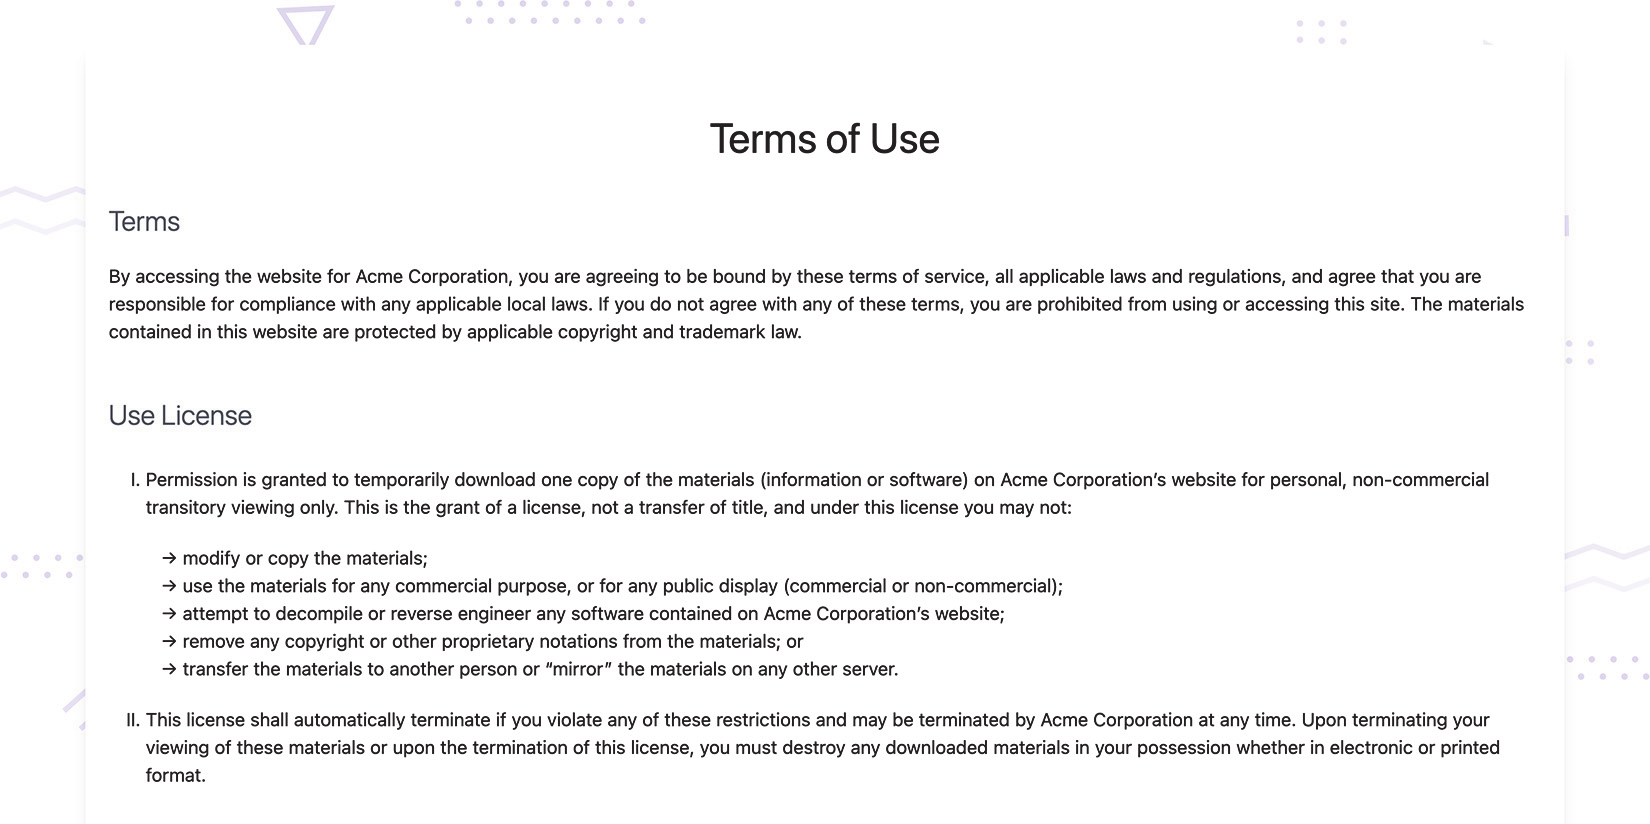 Terms of Use
Terms
By accessing the website for Acme Corporation, you are agreeing to be bound by these terms of service, all applicable laws and regulations, and agree that you are
responsible for compliance with any applicable local laws. If you do not agree with any of these terms, you are prohibited from using or accessing this site. The materials
contained in this website are protected by applicable copyright and trademark law.
Use License
I. Permission is granted to temporarily download one copy of the materials (information or software) on Acme Corporation’s website for personal, non-commercial
transitory viewing only. This is the grant of a license, not a transfer of title, and under this license you may not:
→ modify or copy the materials;
→ use the materials for any commercial purpose, or for any public display (commercial or non-commercial);
→ attempt to decompile or reverse engineer any software contained on Acme Corporation’s website;
→ remove any copyright or other proprietary notations from the materials; or
→ transfer the materials to another person or “mirror” the materials on any other server.
II. This license shall automatically terminate if you violate any of these restrictions and may be terminated by Acme Corporation at any time. Upon terminating your
viewing of these materials or upon the termination of this license, you must destroy any downloaded materials in your possession whether in electronic or printed
format.